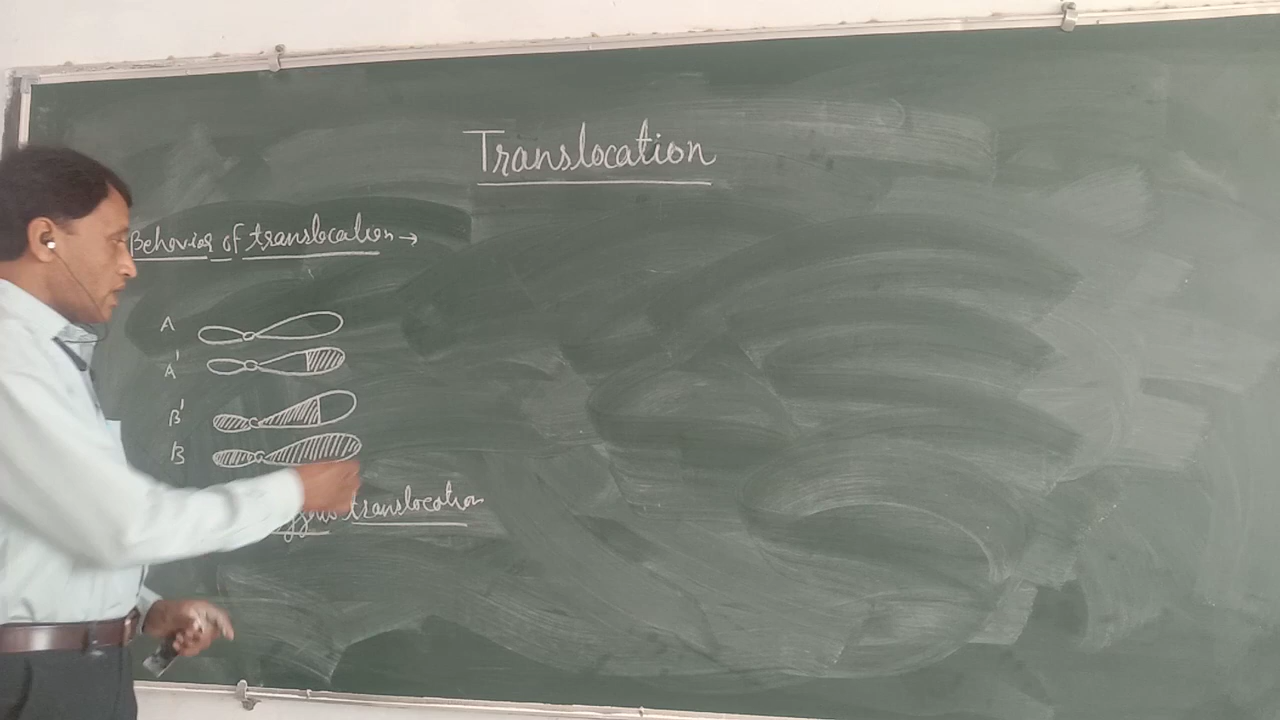 Translocation
Behavior of translocation →
A
A'
B'
B
translocation